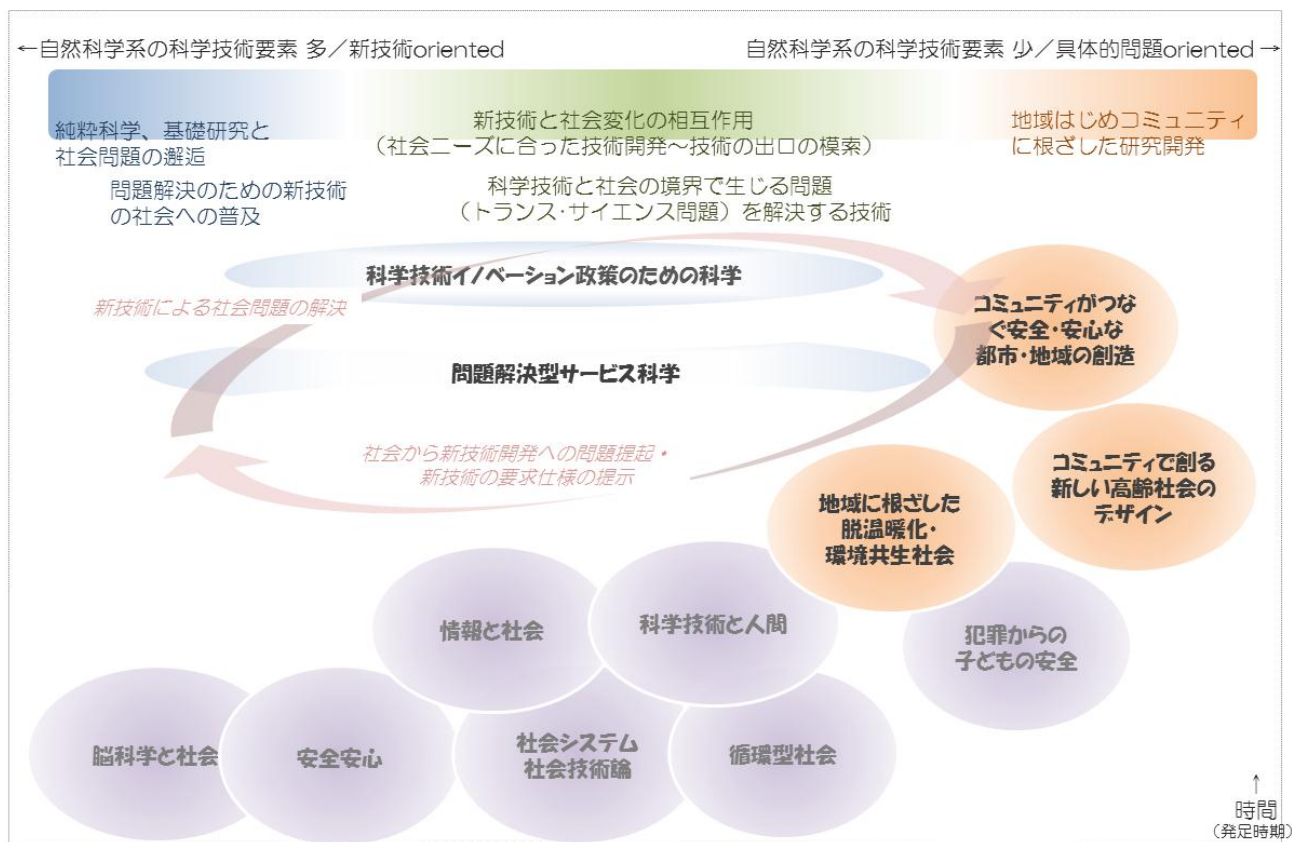 ←自然科学系の科学技術要素 多／新技術oriented
自然科学系の科学技術要素 少／具体的問題oriented→
純粋科学、基礎研究と
社会問題の邂逅
新技術と社会変化の相互作用
（社会ニーズに合った技術開発～技術の出口の模索）
地域はじめコミュニティ
に根ざした研究開発
問題解決のための新技術
の社会への普及
科学技術と社会の境界で生じる問題
（トランス･サイエンス問題）を解決する技術
科学技術イノベーション政策のための科学
新技術による社会問題の解決
コミュニティがつな
ぐ安全･安心な
都市･地域の創造
問題解決型サービス科学
社会から新技術開発への問題提起・
新技術の要求仕様の提示
コミュニティで創る
新しい高齢社会の
デザイン
地域に根ざした
脱温暖化･
環境共生社会
情報と社会
科学技術と人間
犯罪からの
子どもの安全
脳科学と社会
安全安心
社会システム
社会技術論
循環型社会
↑
時間
（発足時期）